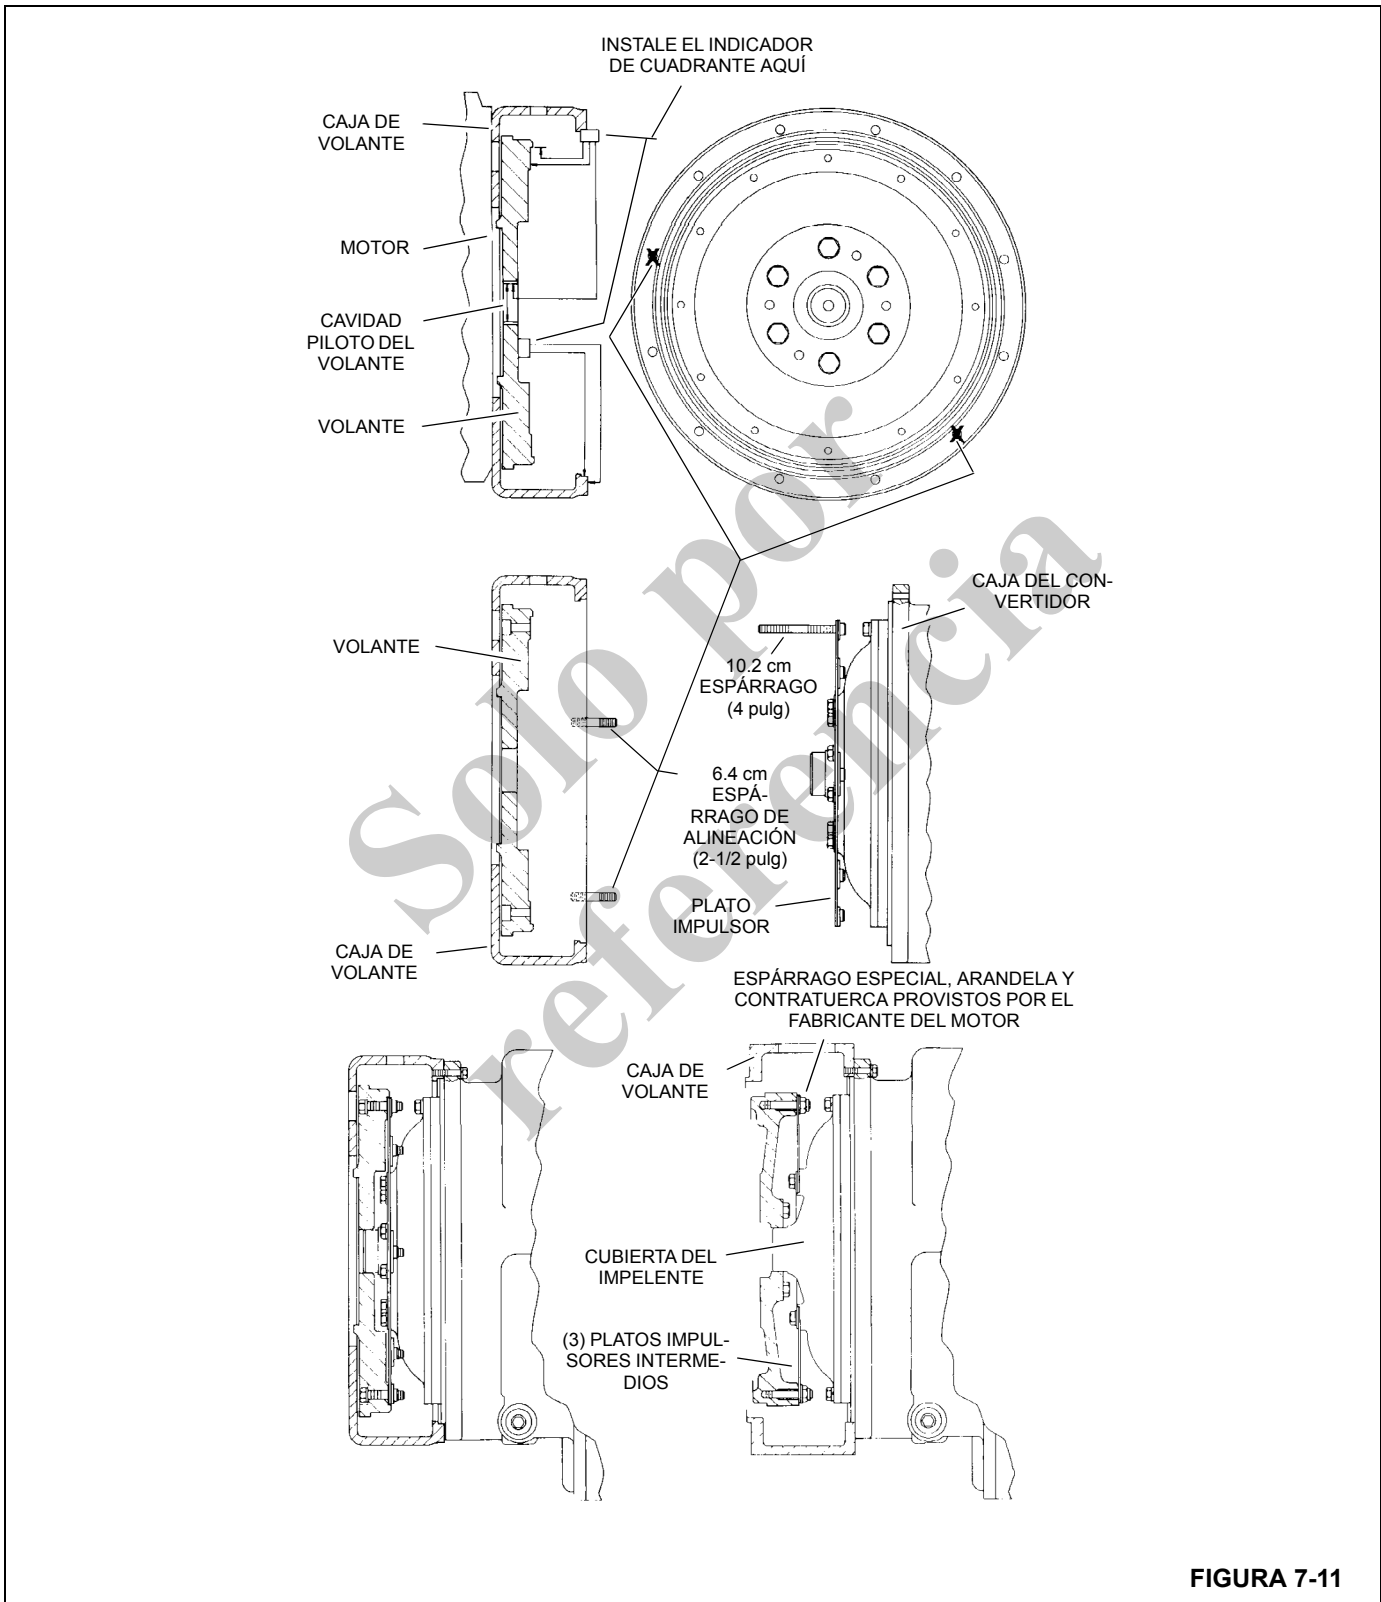 INSTALE EL INDICADOR
DE CUADRANTE AQUÍ
CAJA DE
VOLANTE
MOTOR
CAVIDAD
PILOTO DEL
VOLANTE
VOLANTE
CAJA DEL CON-
VERTIDOR
VOLANTE
10.2 cm
ESPÁRRAGO
(4 pulg)
6.4 cm
ESPÁ-
RRAGO DE
ALINEACIÓN
(2-1/2 pulg)
PLATO
IMPULSOR
CAJA DE
VOLANTE
ESPÁRRAGO ESPECIAL, ARANDELA Y
CONTRATUERCA PROVISTOS POR EL
FABRICANTE DEL MOTOR
CAJA DE
VOLANTE
CUBIERTA DEL
IMPELENTE
(3) PLATOS IMPUL-
SORES INTERME-
DIOS
Solo por
referencia
FIGURA 7-11